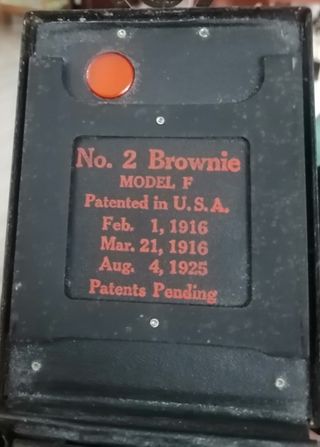 No. 2 Brownie
MODEL F
Patented in U.S.A.
Feb. 1, 1916
Mar. 21, 1916
Aug. 4, 1925
Patents Pending